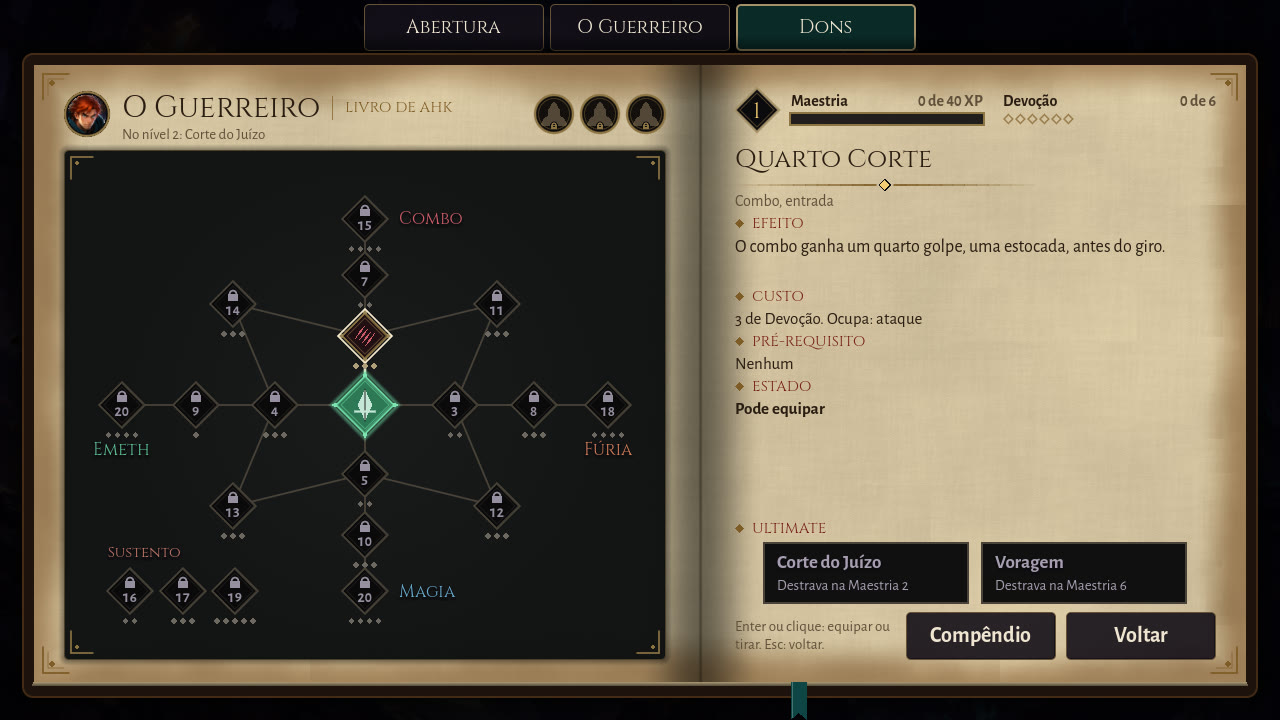 Abertura
O Guerreiro
Dons
O Guerreiro
Livro de Ahk
No nível 2: Corte do Juízo
1
Maestria
0 de 40 XP
Devoção
0 de 6
Quarto Corte
Combo, entrada
Efeito
O combo ganha um quarto golpe, uma estocada, antes do giro.
Custo
3 de Devoção. Ocupa: ataque
Pré-requisito
Nenhum
Estado
Pode equipar
15
Combo
7
14
11
20
9
4
3
8
18
Emeth
Fúria
5
13
12
10
Sustento
16
17
19
20
Magia
Ultimate
Corte do Juízo
Destrava na Maestria 2
Voragem
Destrava na Maestria 6
Enter ou clique: equipar ou
tirar. Esc: voltar.
Compêndio
Voltar